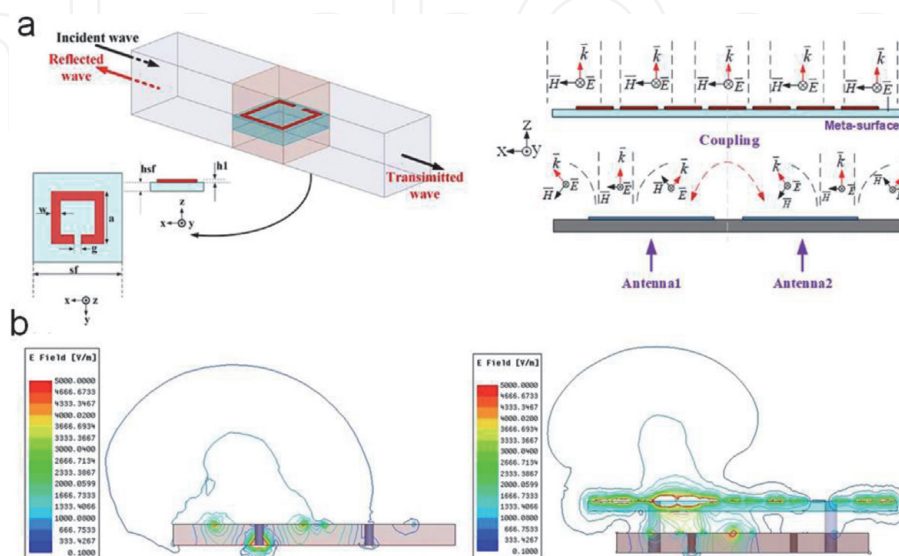 a
Incident wave
Reflected
wave
Transimitted
wave
hsf
h1
z
x
y
w
a
g
sf
x
z
y
k
k
k
k
k
H
E
H
E
H
E
H
E
H
E
Meta-surface
z
x
y
Coupling
k
k
k
k
k
k
H
E
H
E
H
E
H
E
H
E
H
Antenna1
Antenna2
b
E Field [V/m]
5000.0000
4666.6733
4333.3467
4000.0200
3666.6934
3333.3667
3000.0400
2666.7134
2333.3867
2000.0599
1666.7333
1333.4067
1000.0800
666.7533
333.4267
0.1000
E Field [V/m]
5000.0000
4666.6733
4333.3467
4000.0200
3666.6934
3333.3667
3000.0400
2666.7134
2333.3867
2000.0599
1666.7333
1333.4067
1000.0800
666.7533
333.4267
0.1000